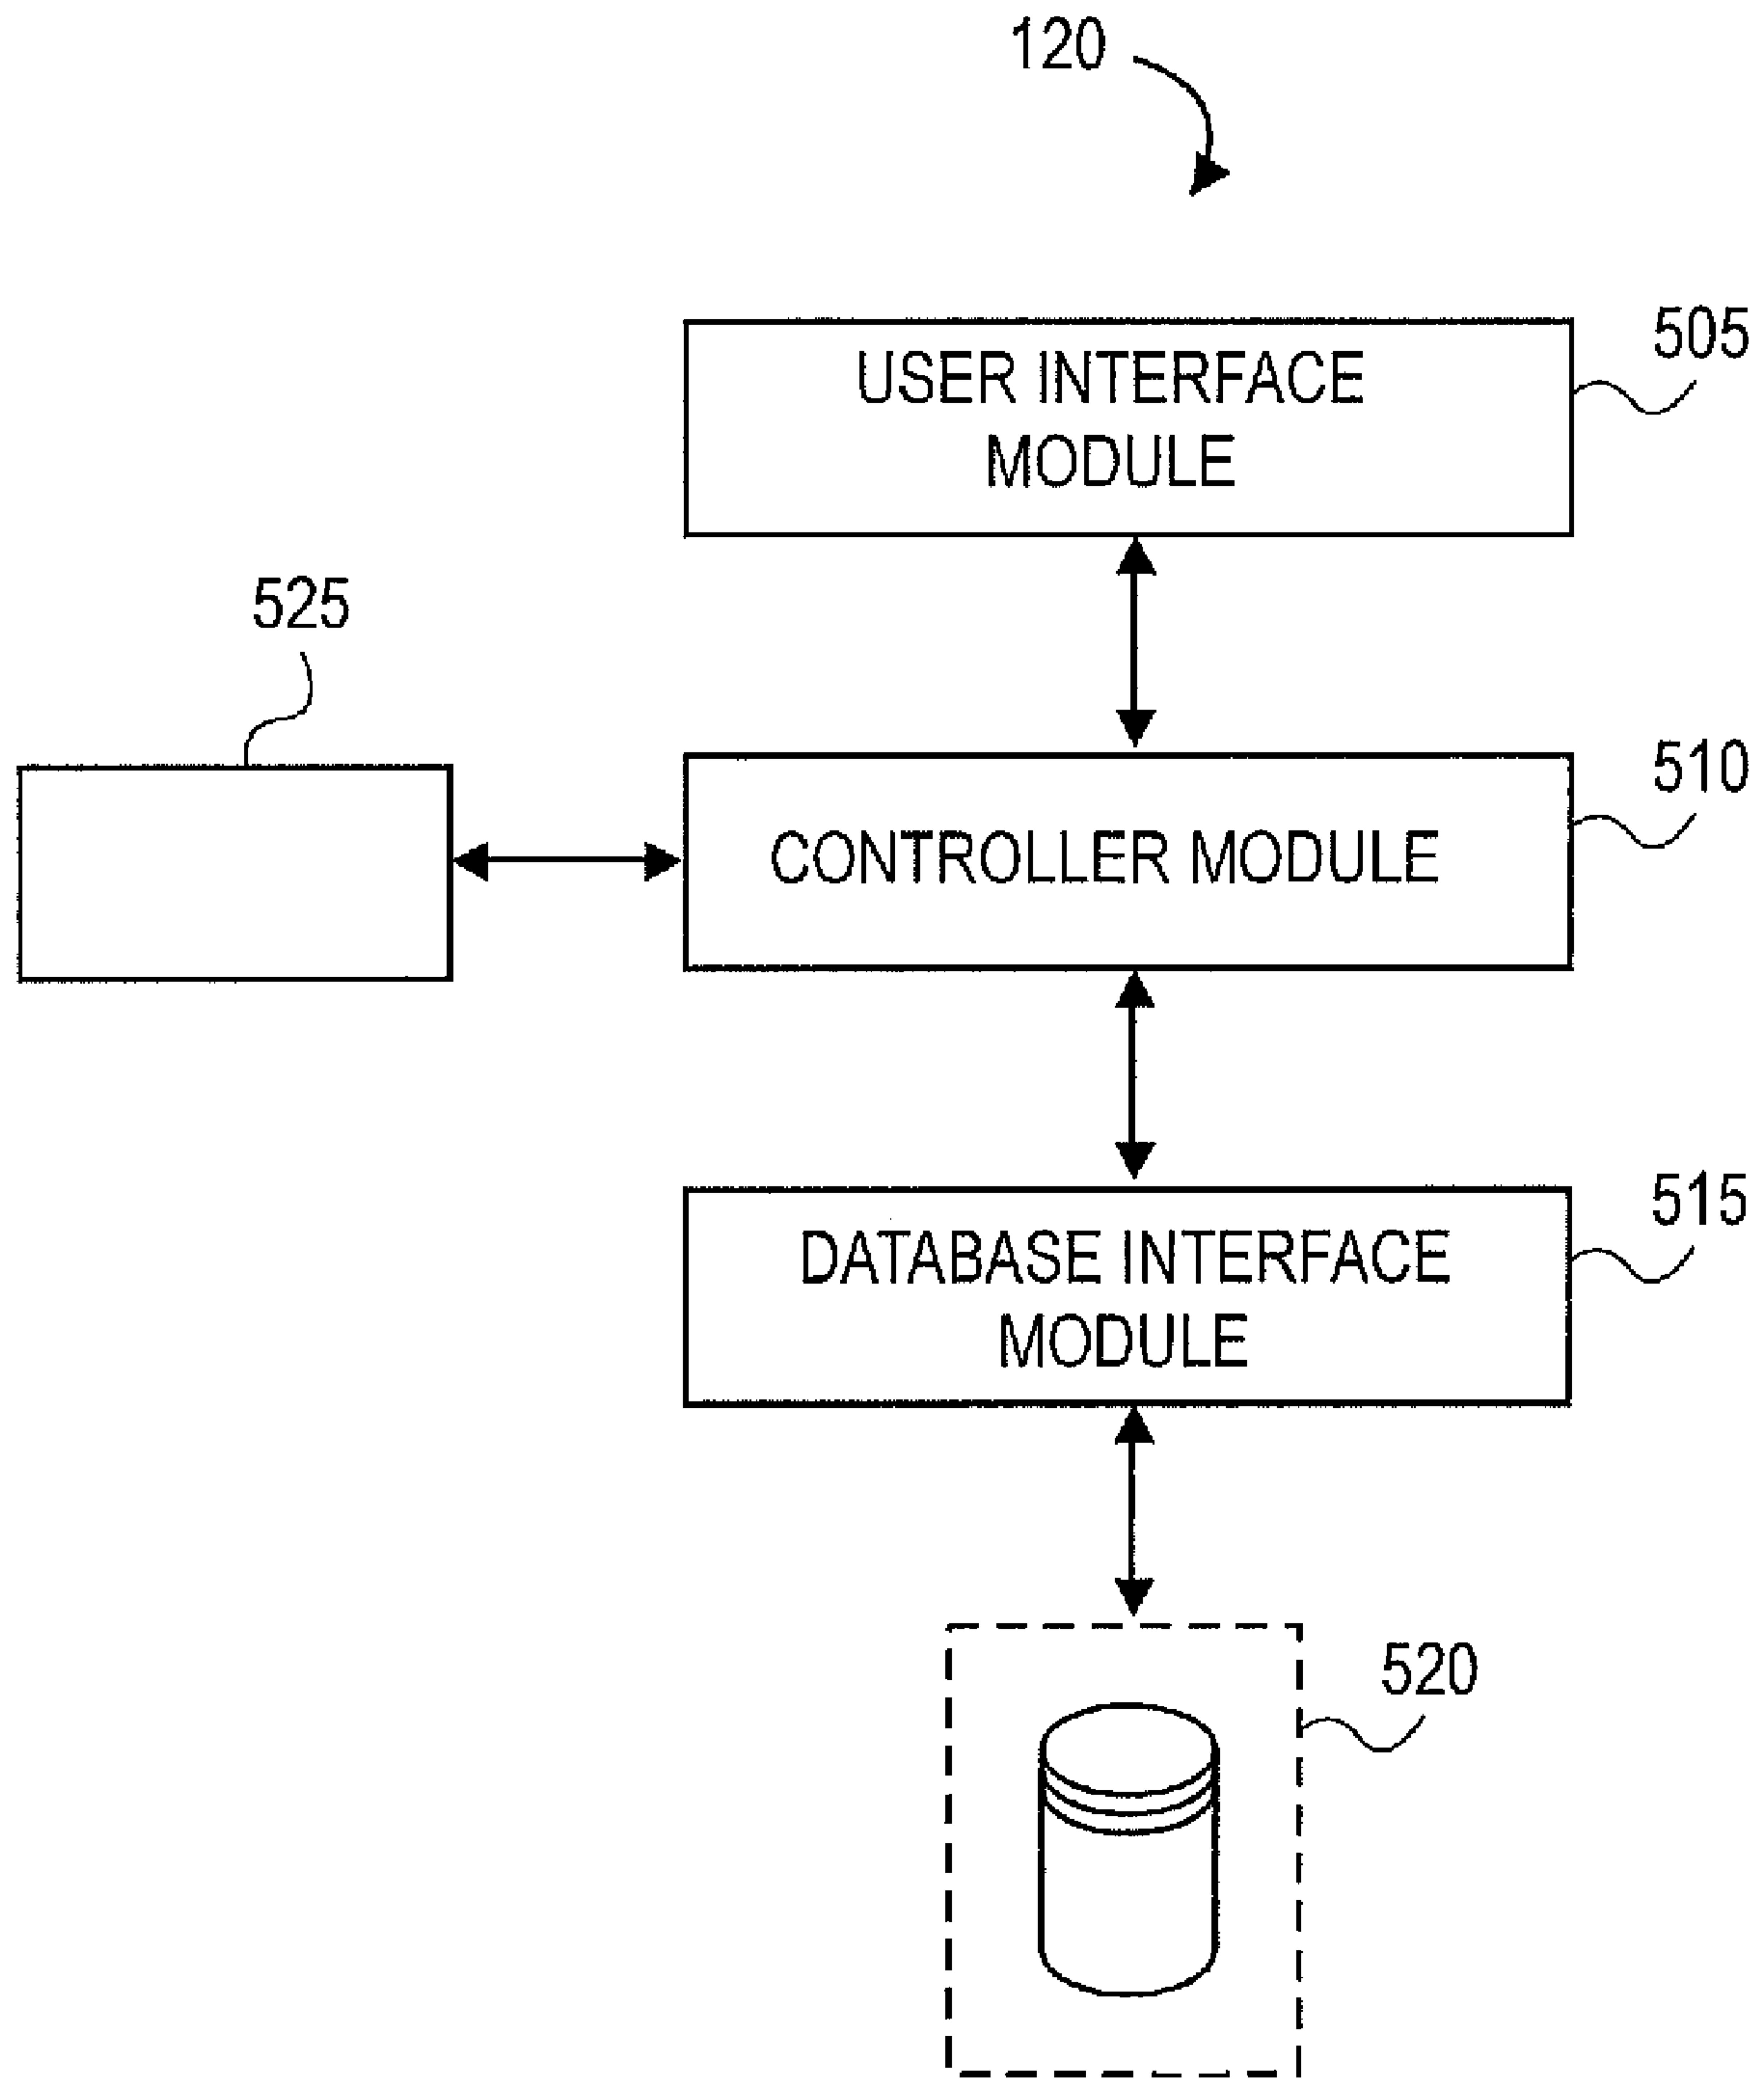 120
USER INTERFACE
MODULE
505
525
CONTROLLER MODULE
510
DATABASE INTERFACE
MODULE
515
520